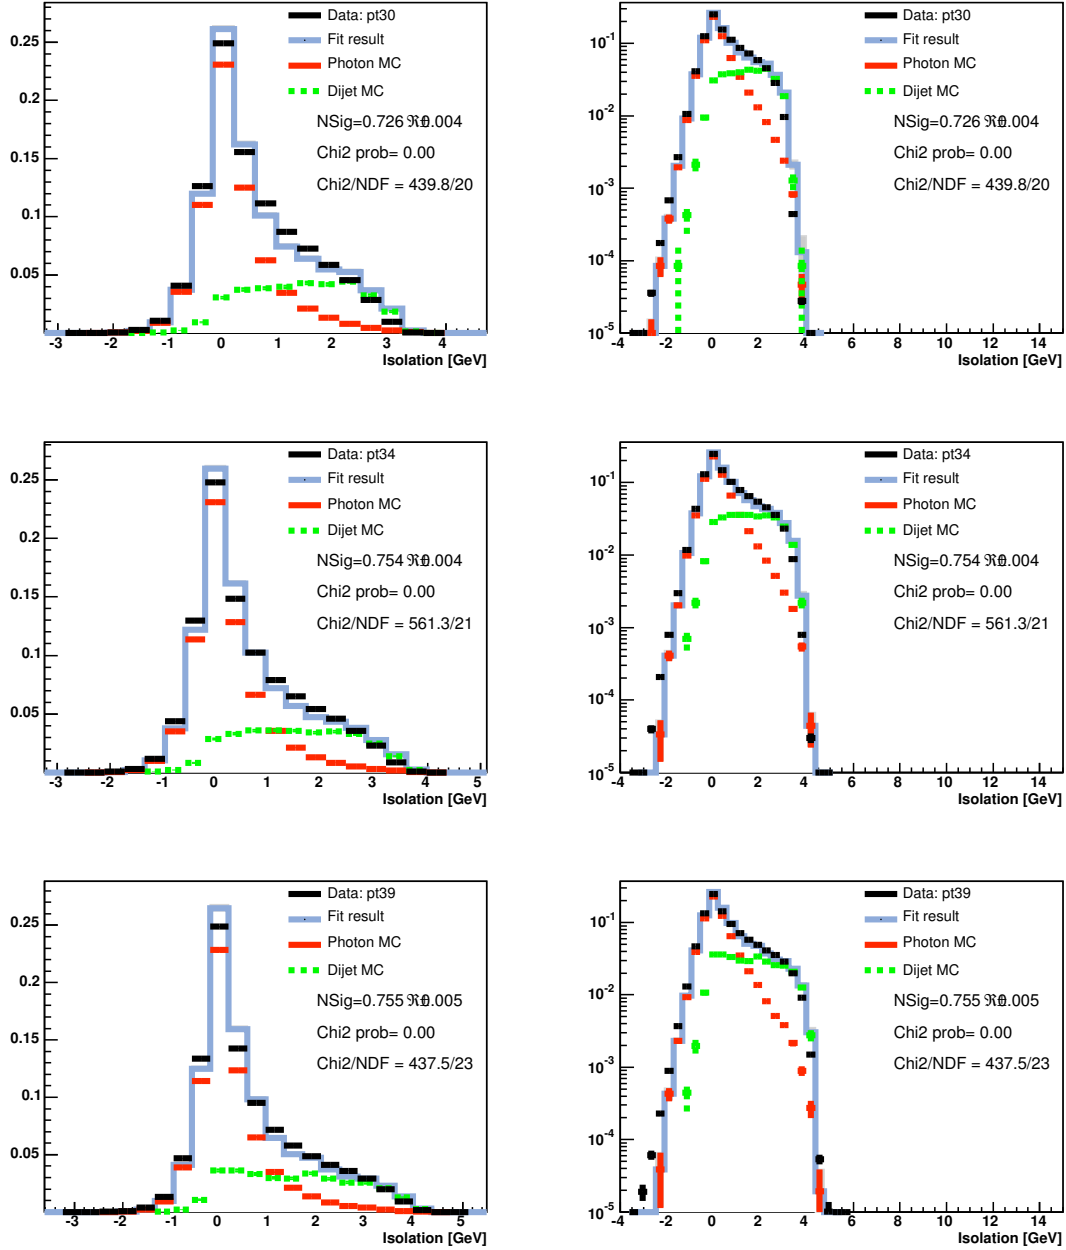 Data: pt30
Fit result
Photon MC
Dijet MC
NSig=0.726 ℜ±0.004
Chi2 prob= 0.00
Chi2/NDF = 439.8/20
0.25
0.2
0.15
0.1
0.05
-3 -2 -1 0 1 2 3 4
Isolation [GeV]
Data: pt30
Fit result
Photon MC
Dijet MC
NSig=0.726 ℜ±0.004
Chi2 prob= 0.00
Chi2/NDF = 439.8/20
10-1
10-2
10-3
10-4
10-5
-4 -2 0 2 4 6 8 10 12 14
Isolation [GeV]
Data: pt34
Fit result
Photon MC
Dijet MC
NSig=0.754 ℜ±0.004
Chi2 prob= 0.00
Chi2/NDF = 561.3/21
0.25
0.2
0.15
0.1
0.05
0
-3 -2 -1 0 1 2 3 4 5
Isolation [GeV]
Data: pt34
Fit result
Photon MC
Dijet MC
NSig=0.754 ℜ±0.004
Chi2 prob= 0.00
Chi2/NDF = 561.3/21
10-1
10-2
10-3
10-4
10-5
-4 -2 0 2 4 6 8 10 12 14
Isolation [GeV]
Data: pt39
Fit result
Photon MC
Dijet MC
NSig=0.755 ℜ±0.005
Chi2 prob= 0.00
Chi2/NDF = 437.5/23
0.25
0.2
0.15
0.1
0.05
0
-3 -2 -1 0 1 2 3 4 5
Isolation [GeV]
Data: pt39
Fit result
Photon MC
Dijet MC
NSig=0.755 ℜ±0.005
Chi2 prob= 0.00
Chi2/NDF = 437.5/23
10-1
10-2
10-3
10-4
10-5
-4 -2 0 2 4 6 8 10 12 14
Isolation [GeV]